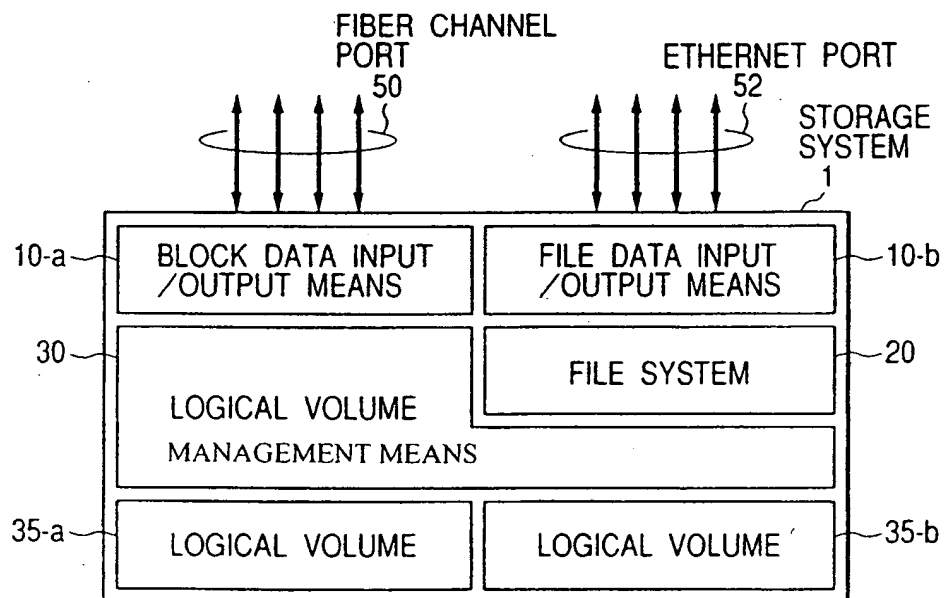 FIBER CHANNEL
PORT
50
ETHERNET PORT
52
STORAGE
SYSTEM
1
10-a
BLOCK DATA INPUT
/OUTPUT MEANS
FILE DATA INPUT
/OUTPUT MEANS
10-b
30
LOGICAL VOLUME
MANAGEMENT MEANS
FILE SYSTEM
20
35-a
LOGICAL VOLUME
LOGICAL VOLUME
35-b